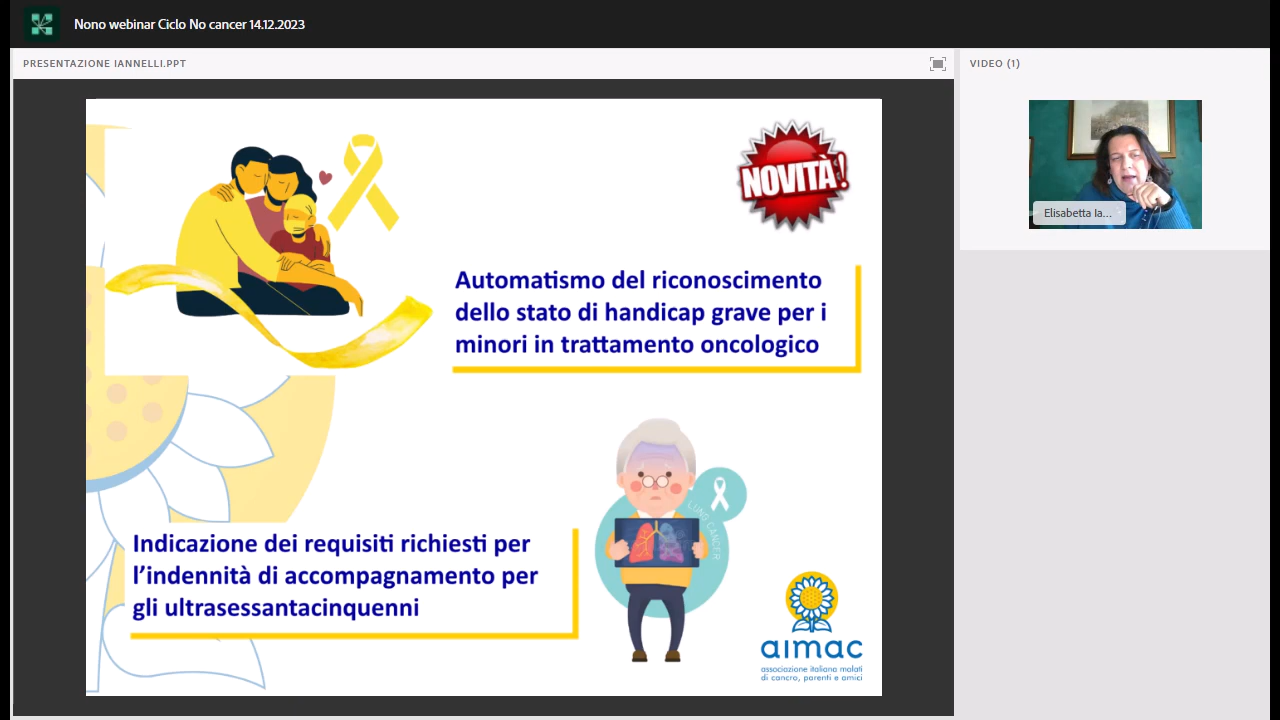 Nono webinar Ciclo No cancer 14.12.2023
PRESENTAZIONE IANNELLI.PPT
VIDEO (1)
NOVITÀ!
Elisabetta Ia...
Automatismo del riconoscimento
dello stato di handicap grave per i
minori in trattamento oncologico
LUNG CANCER
Indicazione dei requisiti richiesti per
l'indennità di accompagnamento per
gli ultrasessantacinquenni
aimac
associazione italiana malati
di cancro, parenti e amici